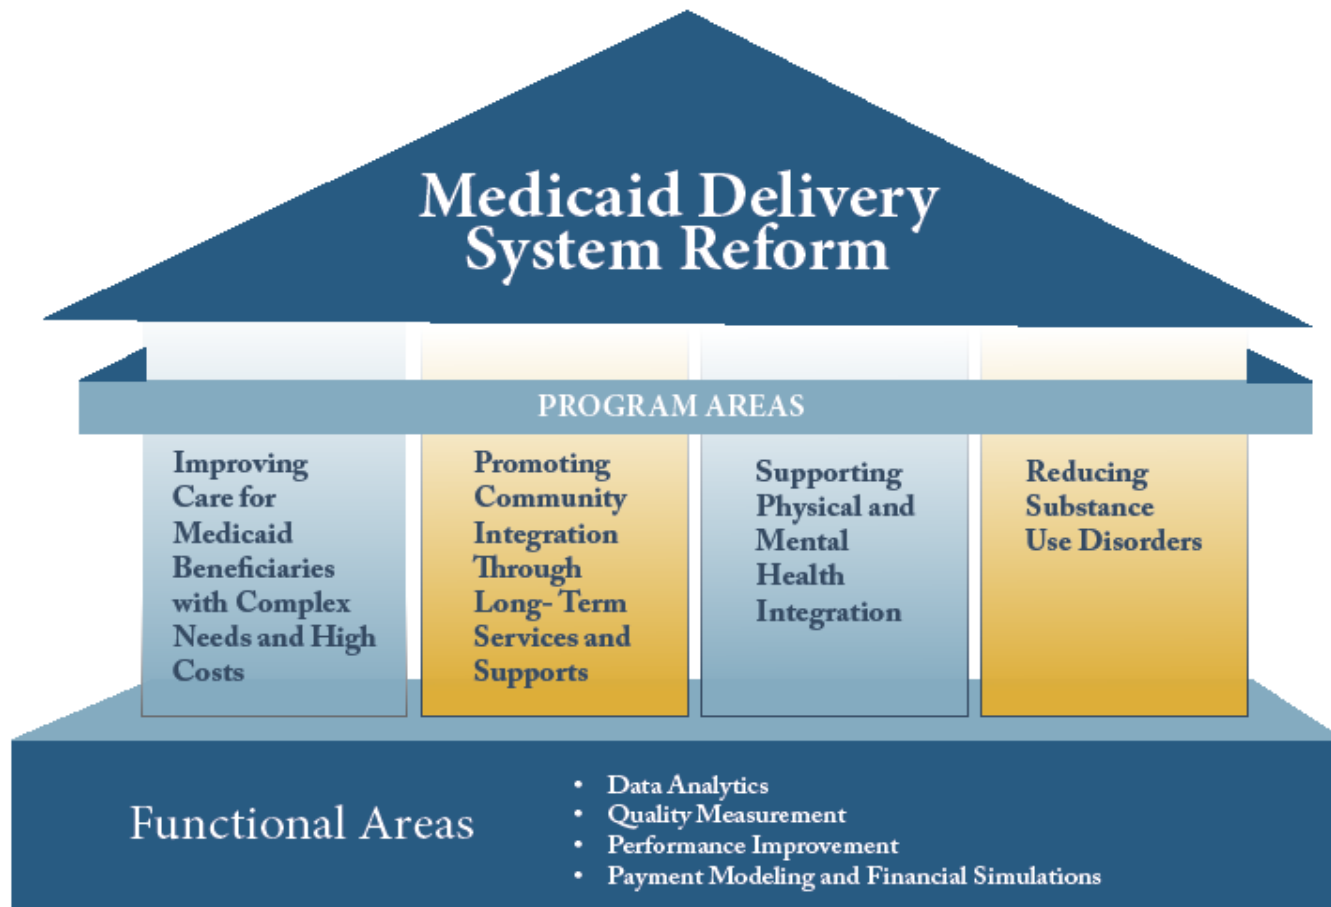 Medicaid Delivery
System Reform
PROGRAM AREAS
Improving
Care for
Medicaid
Beneficiaries
with Complex
Needs and High
Costs
Promoting
Community
Integration
Through
Long- Term
Services and
Supports
Supporting
Physical and
Mental
Health
Integration
Reducing
Substance
Use Disorders
Functional Areas
• Data Analytics
• Quality Measurement
• Performance Improvement
• Payment Modeling and Financial Simulations